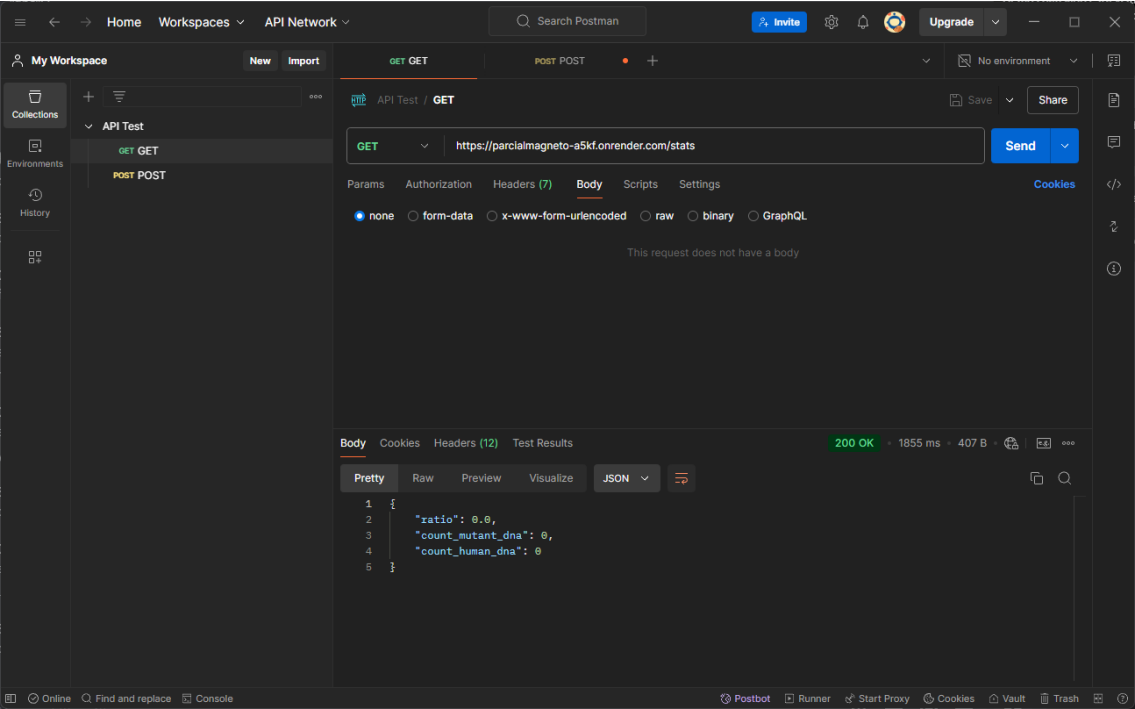 Home Workspaces API Network Search Postman Invite Upgrade
My Workspace New Import GET GET POST POST No environment
Collections
Environments
History
API Test
GET GET
POST POST
API Test / GET Save Share
GET https://parcialmagneto-a5kf.onrender.com/stats Send
Params Authorization Headers (7) Body Scripts Settings Cookies
none form-data x-www-form-urlencoded raw binary GraphQL
This request does not have a body
Body Cookies Headers (12) Test Results 200 OK 1855 ms 407 B
Pretty Raw Preview Visualize JSON
1 {
2 "ratio": 0.0,
3 "count_mutant_dna": 0,
4 "count_human_dna": 0
5 }
Online Find and replace Console Postbot Runner Start Proxy Cookies Vault Trash